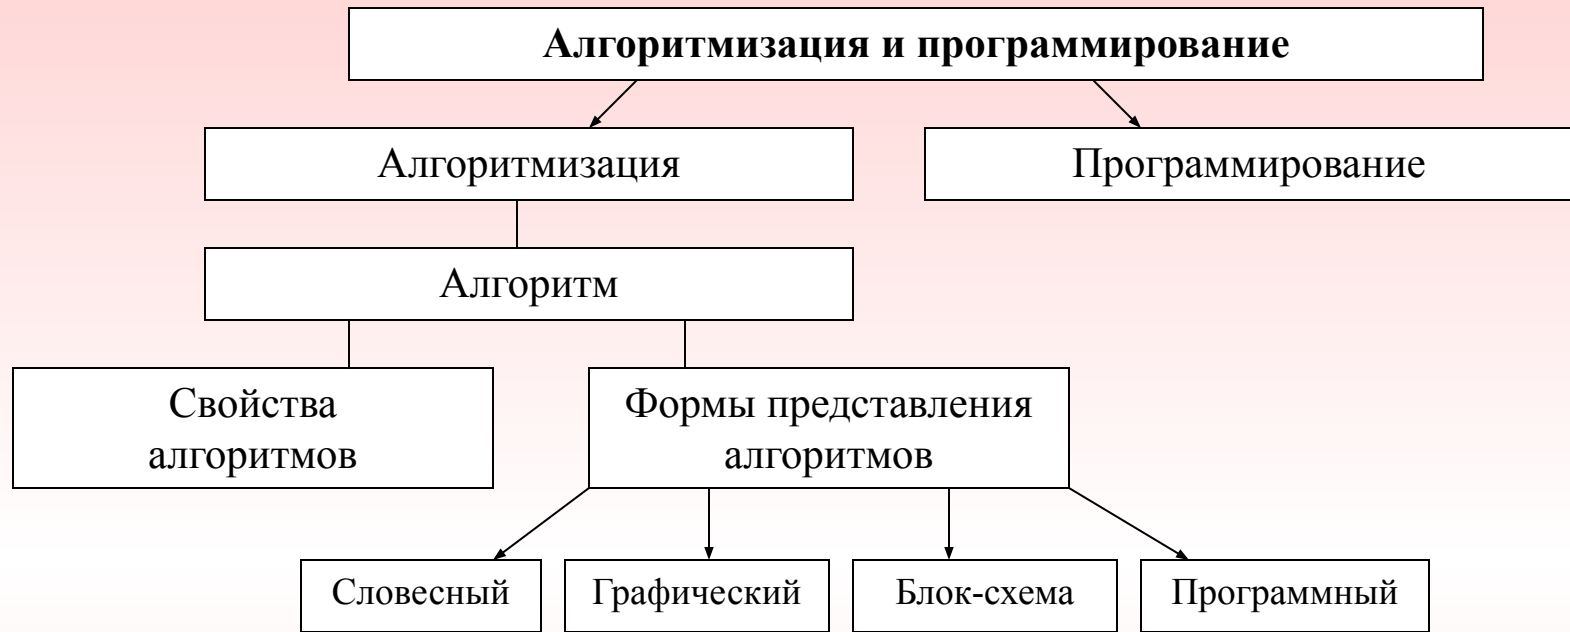 Алгоритмизация и программирование
Алгоритмизация
Программирование
Алгоритм
Свойства
алгоритмов
Формы представления
алгоритмов
Словесный
Графический
Блок-схема
Программный